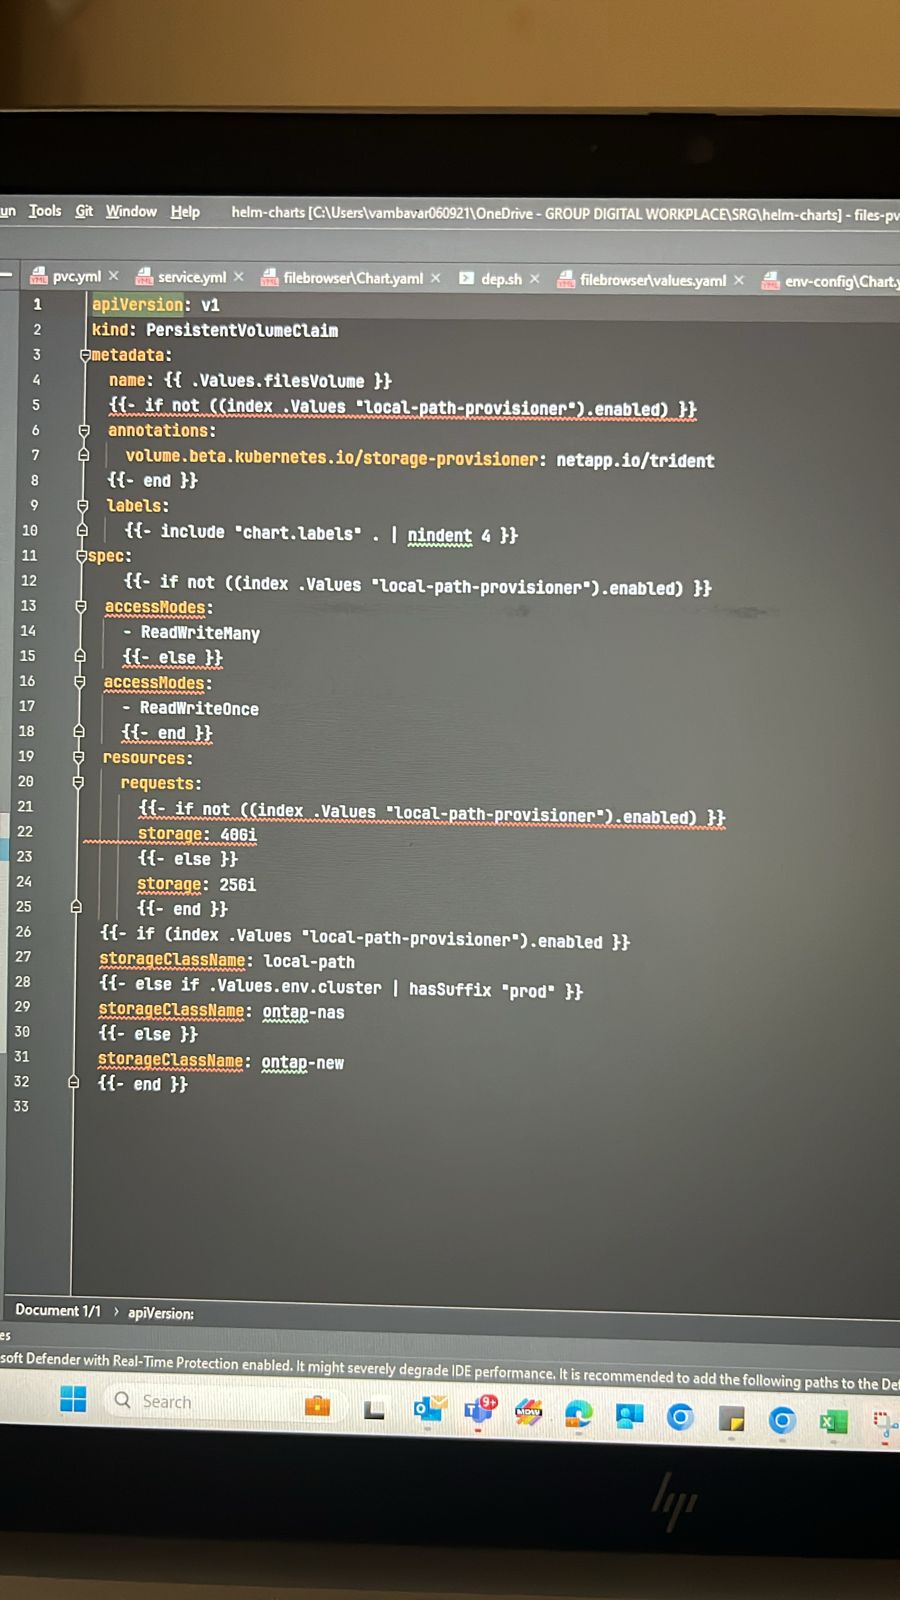 un Tools Git Window Help helm-charts [C:\Users\vambavar060921\OneDrive - GROUP DIGITAL WORKPLACE\SRG\helm-charts] - files-pv
pvc.yml × service.yml × filebrowser\Chart.yaml × dep.sh × filebrowser\values.yaml × env-config\Chart.y
1 apiVersion: v1
2 kind: PersistentVolumeClaim
3 metadata:
4 name: {{ .Values.filesVolume }}
5 {{- if not ((index .Values "local-path-provisioner").enabled) }}
6 annotations:
7 volume.beta.kubernetes.io/storage-provisioner: netapp.io/trident
8 {{- end }}
9 labels:
10 {{- include "chart.labels" . | nindent 4 }}
11 spec:
12 {{- if not ((index .Values "local-path-provisioner").enabled) }}
13 accessModes:
14 - ReadWriteMany
15 {{- else }}
16 accessModes:
17 - ReadWriteOnce
18 {{- end }}
19 resources:
20 requests:
21 {{- if not ((index .Values "local-path-provisioner").enabled) }}
22 storage: 40Gi
23 {{- else }}
24 storage: 25Gi
25 {{- end }}
26 {{- if (index .Values "local-path-provisioner").enabled }}
27 storageClassName: local-path
28 {{- else if .Values.env.cluster | hasSuffix "prod" }}
29 storageClassName: ontap-nas
30 {{- else }}
31 storageClassName: ontap-new
32 {{- end }}
33
Document 1/1 › apiVersion:
es
soft Defender with Real-Time Protection enabled. It might severely degrade IDE performance. It is recommended to add the following paths to the De
Search
9+
hp